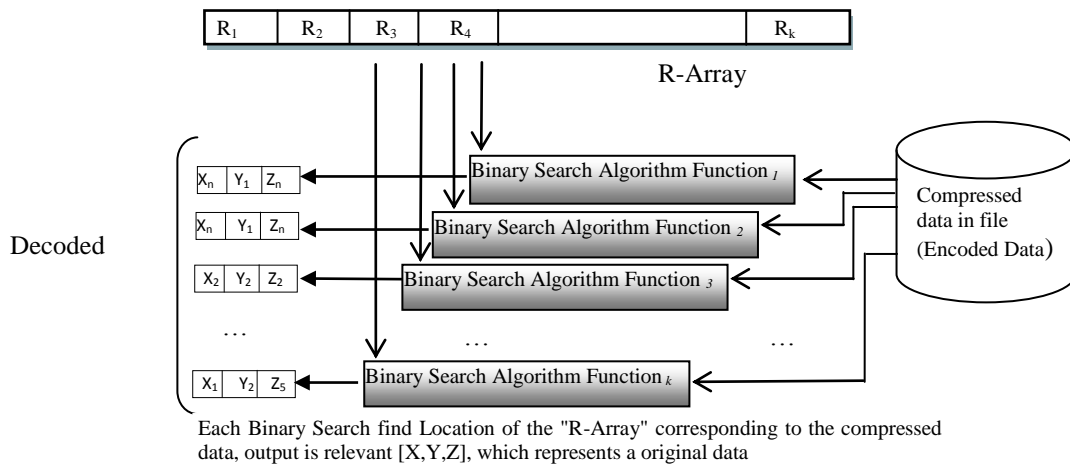 R1 R2 R3 R4 Rk
R-Array
Binary Search Algorithm Function 1
Xn Y1 Zn
Compressed
data in file
(Encoded Data)
Binary Search Algorithm Function 2
Xn Y1 Zn
Decoded
Binary Search Algorithm Function 3
X2 Y2 Z2
... ... ...
Binary Search Algorithm Function k
X1 Y2 Z5
Each Binary Search find Location of the "R-Array" corresponding to the compressed
data, output is relevant [X,Y,Z], which represents a original data